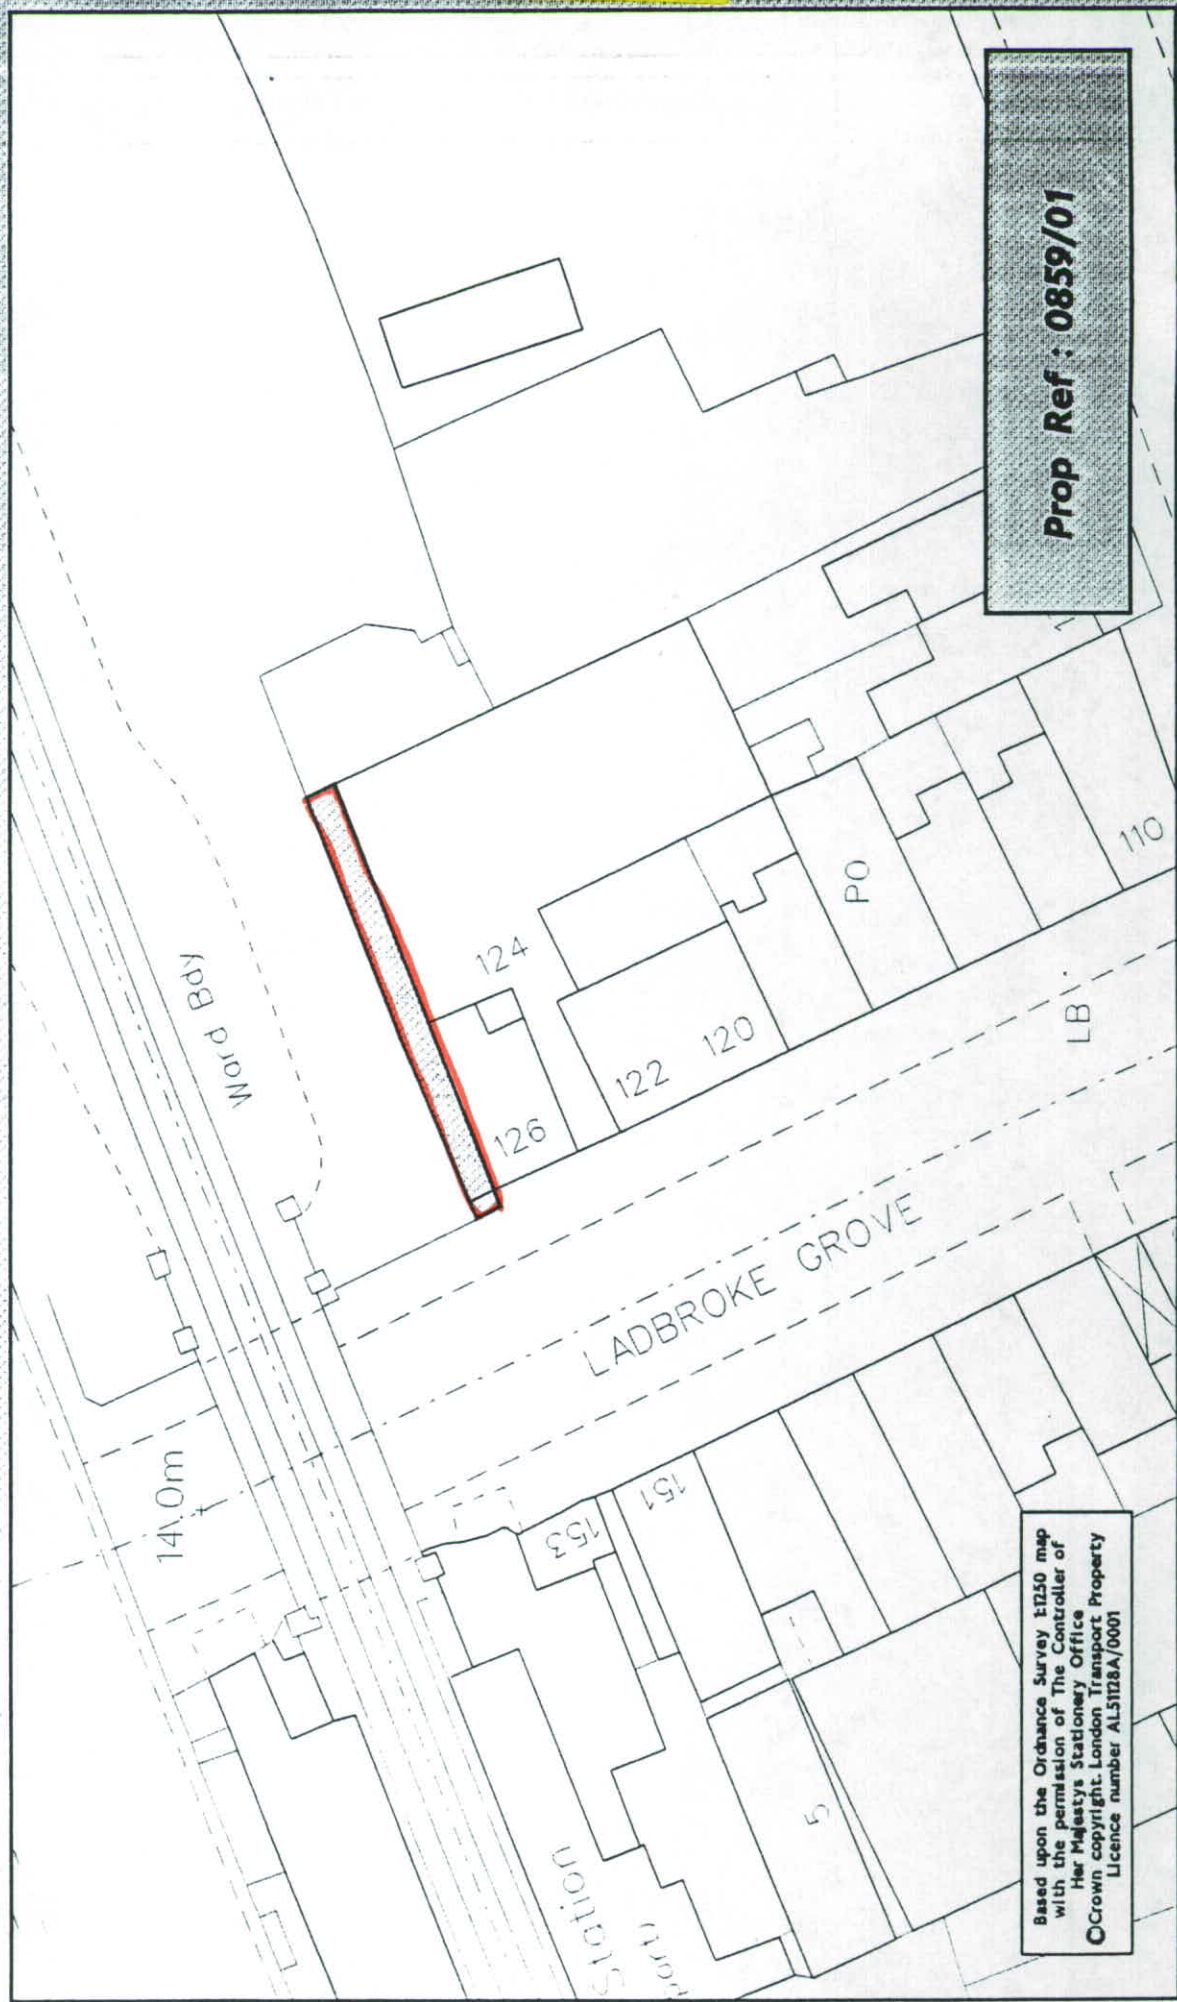 Prop Ref : 0859/01
Ward Bdy
14.0m
124
126
122
120
PO
110
LB
LADBROKE GROVE
151
153
5
Station
Based upon the Ordnance Survey 1:1250 map
with the permission of The Controller of
Her Majestys Stationery Office
©Crown copyright. London Transport Property
Licence number AL51128A/0001